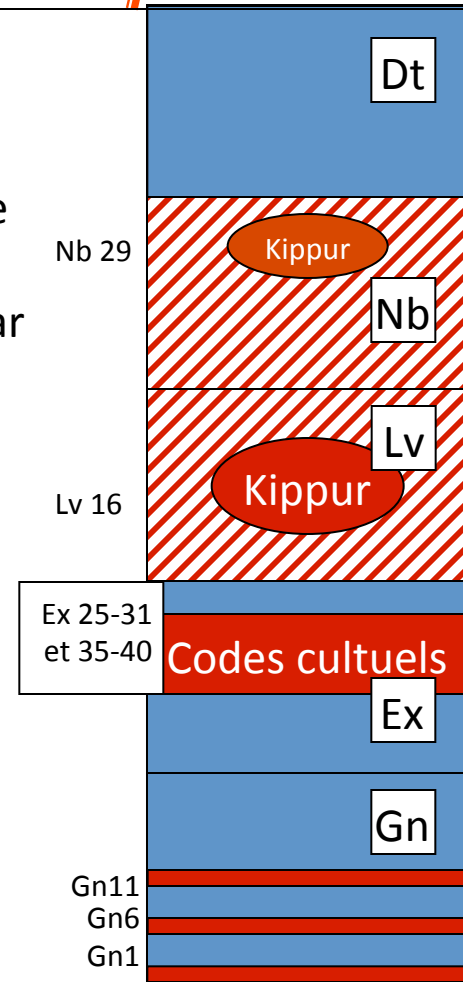 Dt
e
Nb 29
Kippur
ar
Nb
Lv
Kippur
Lv 16
Ex 25-31
et 35-40
Codes cultuels
Ex
Gn
Gn11
Gn6
Gn1